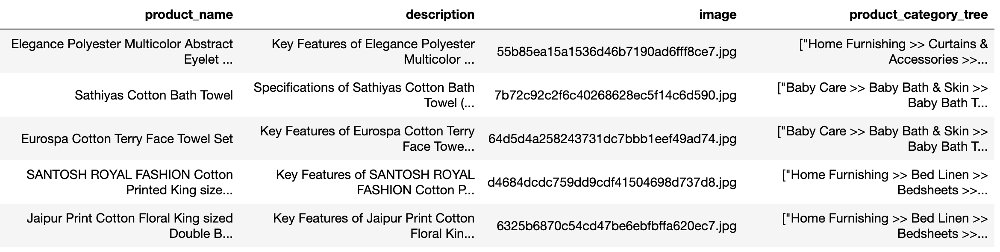 product_name description image product_category_tree
Elegance Polyester Multicolor Abstract
Eyelet ...
Key Features of Elegance Polyester
Multicolor ...
55b85ea15a1536d46b7190ad6fff8ce7.jpg
["Home Furnishing >> Curtains &
Accessories >>...
Sathiyas Cotton Bath Towel
Specifications of Sathiyas Cotton Bath
Towel (...
7b72c92c2f6c40268628ec5f14c6d590.jpg
["Baby Care >> Baby Bath & Skin >>
Baby Bath T...
Eurospa Cotton Terry Face Towel Set
Key Features of Eurospa Cotton Terry
Face Towe...
64d5d4a258243731dc7bbb1eef49ad74.jpg
["Baby Care >> Baby Bath & Skin >>
Baby Bath T...
SANTOSH ROYAL FASHION Cotton
Printed King size...
Key Features of SANTOSH ROYAL
FASHION Cotton P...
d4684dcdc759dd9cdf41504698d737d8.jpg
["Home Furnishing >> Bed Linen >>
Bedsheets >>...
Jaipur Print Cotton Floral King sized
Double B...
Key Features of Jaipur Print Cotton
Floral Kin...
6325b6870c54cd47be6ebfbffa620ec7.jpg
["Home Furnishing >> Bed Linen >>
Bedsheets >>...